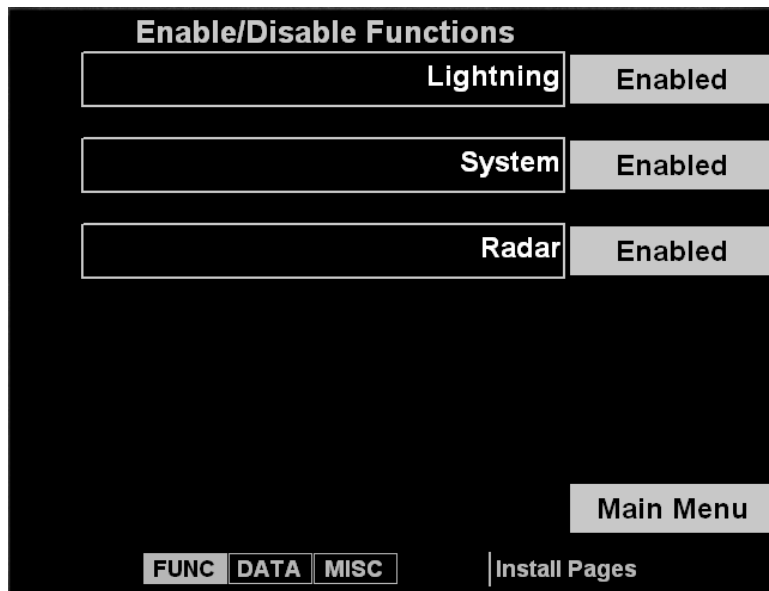 Enable/Disable Functions
Lightning Enabled
System Enabled
Radar Enabled
Main Menu
FUNC DATA MISC Install Pages